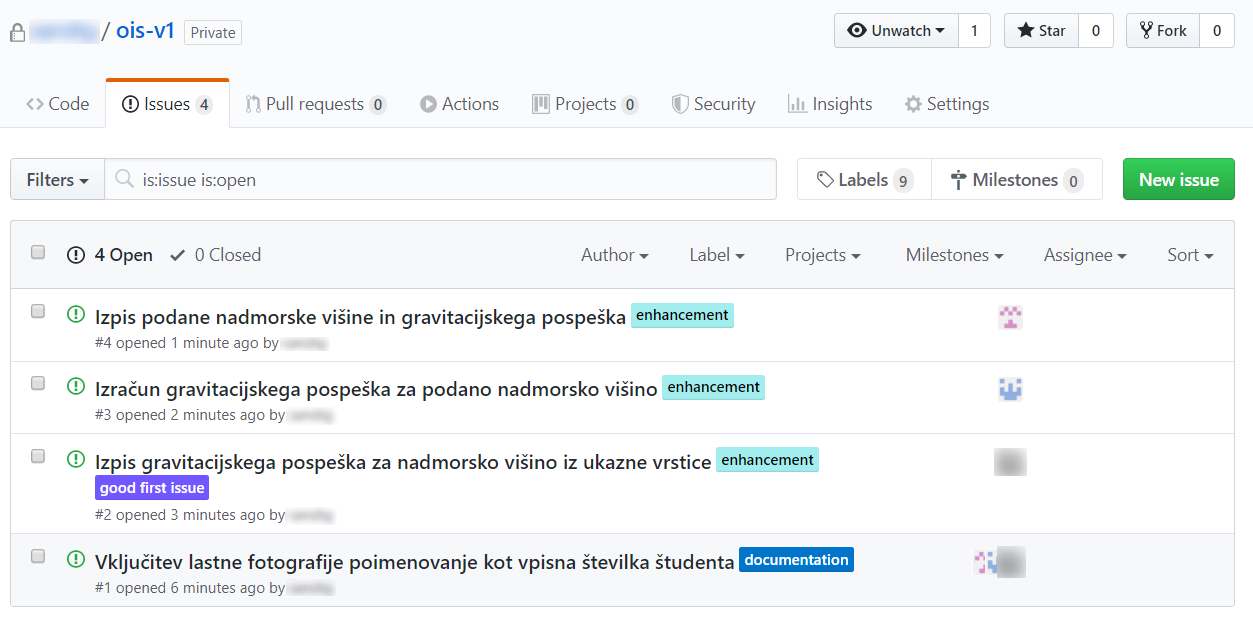 / ois-v1 Private
Unwatch 1 Star 0 Fork 0
Code Issues 4 Pull requests 0 Actions Projects 0 Security Insights Settings
Filters is:issue is:open Labels 9 Milestones 0 New issue
4 Open 0 Closed Author Label Projects Milestones Assignee Sort
Izpis podane nadmorske višine in gravitacijskega pospeška enhancement
#4 opened 1 minute ago by
Izračun gravitacijskega pospeška za podano nadmorsko višino enhancement
#3 opened 2 minutes ago by
Izpis gravitacijskega pospeška za nadmorsko višino iz ukazne vrstice enhancement
good first issue
#2 opened 3 minutes ago by
Vključitev lastne fotografije poimenovanje kot vpisna številka študenta documentation
#1 opened 6 minutes ago by